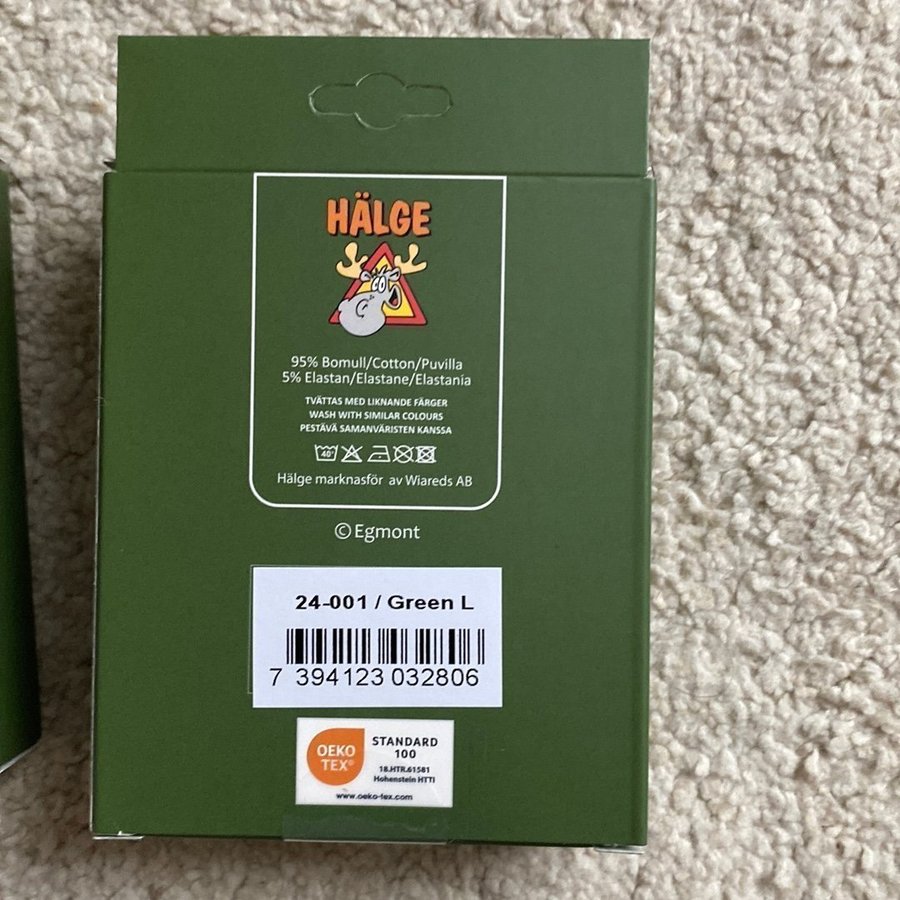 HÄLGE
95% Bomull/Cotton/Puvilla
5% Elastan/Elastane/Elastania
TVÄTTAS MED LIKNANDE FÄRGER
WASH WITH SIMILAR COLOURS
PESTÄVÄ SAMANVÄRISTEN KANSSA
40°
Hälge marknasför av Wiareds AB
©Egmont
24-001 / Green L
7 394123 032806
OEKO
TEX®
STANDARD
100
18.HTR.61581
Hohenstein HTTI
www.oeko-tex.com